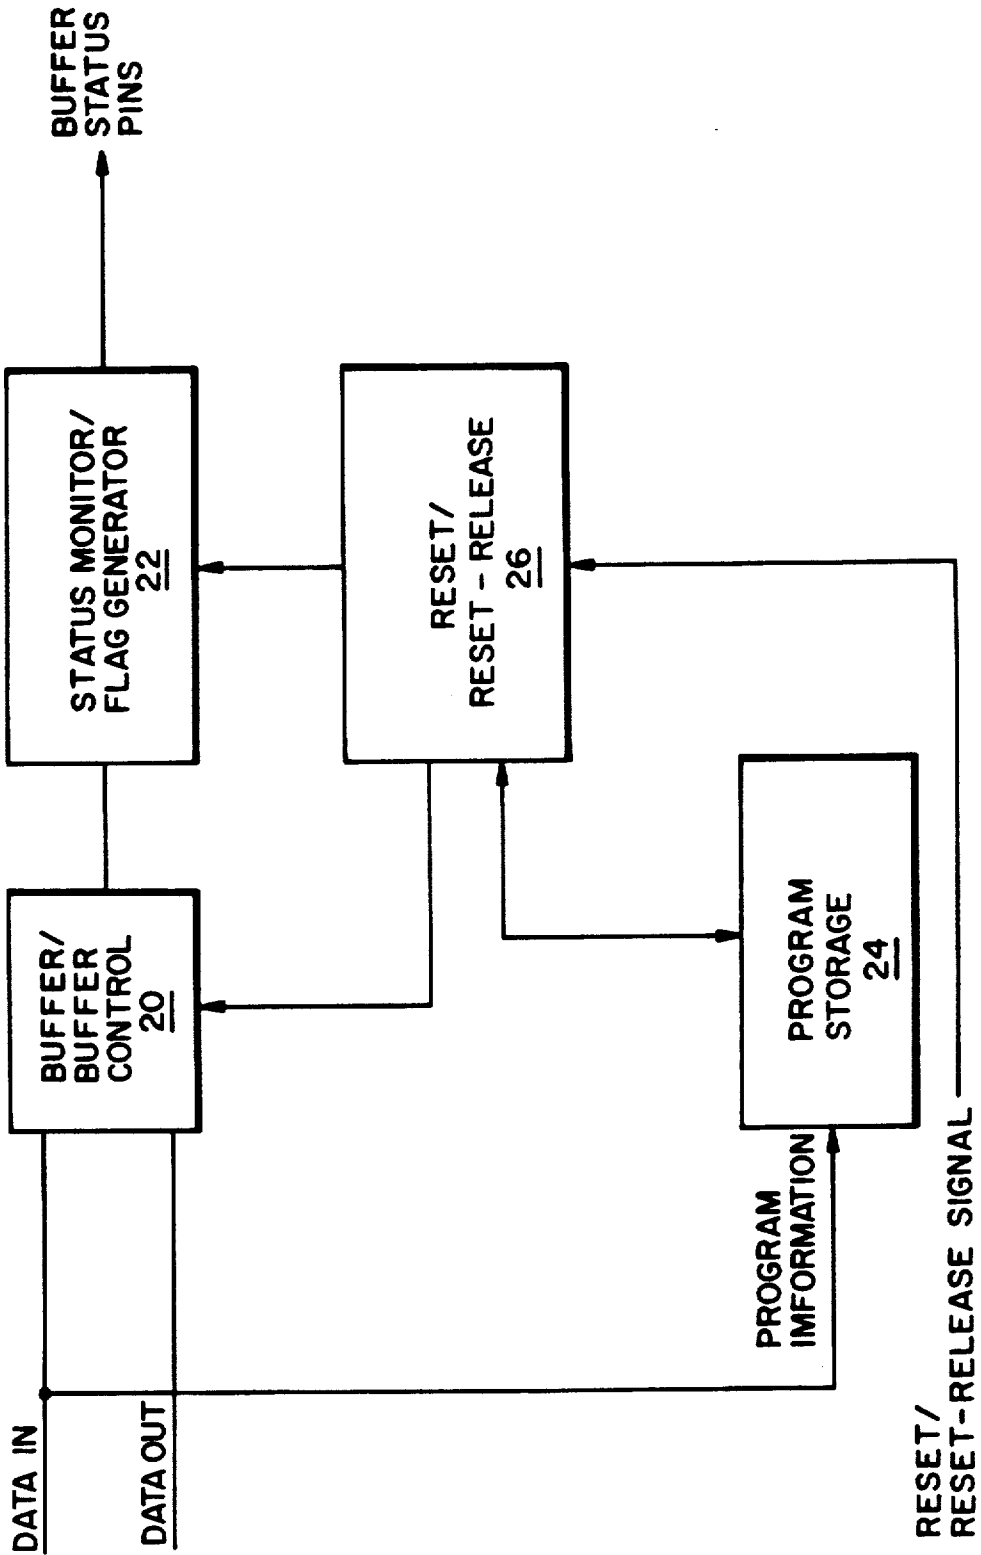 DATA IN
DATA OUT
BUFFER/
BUFFER
CONTROL
20
STATUS MONITOR/
FLAG GENERATOR
22
BUFFER
STATUS
PINS
RESET/
RESET - RELEASE
26
PROGRAM
IMFORMATION
PROGRAM
STORAGE
24
RESET/
RESET-RELEASE SIGNAL